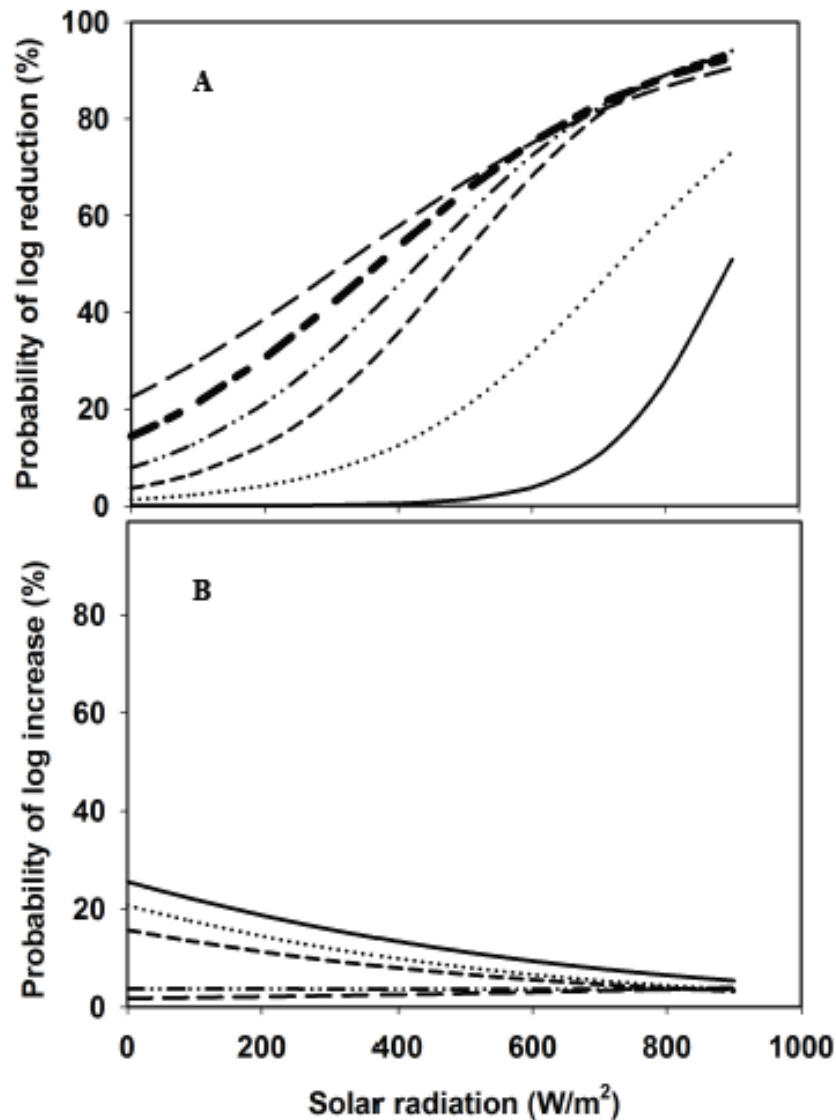 100
80
60
40
20
0
Probability of log reduction (%)
A
80
60
40
20
0
Probability of log increase (%)
B
0 200 400 600 800 1000
Solar radiation (W/m²)